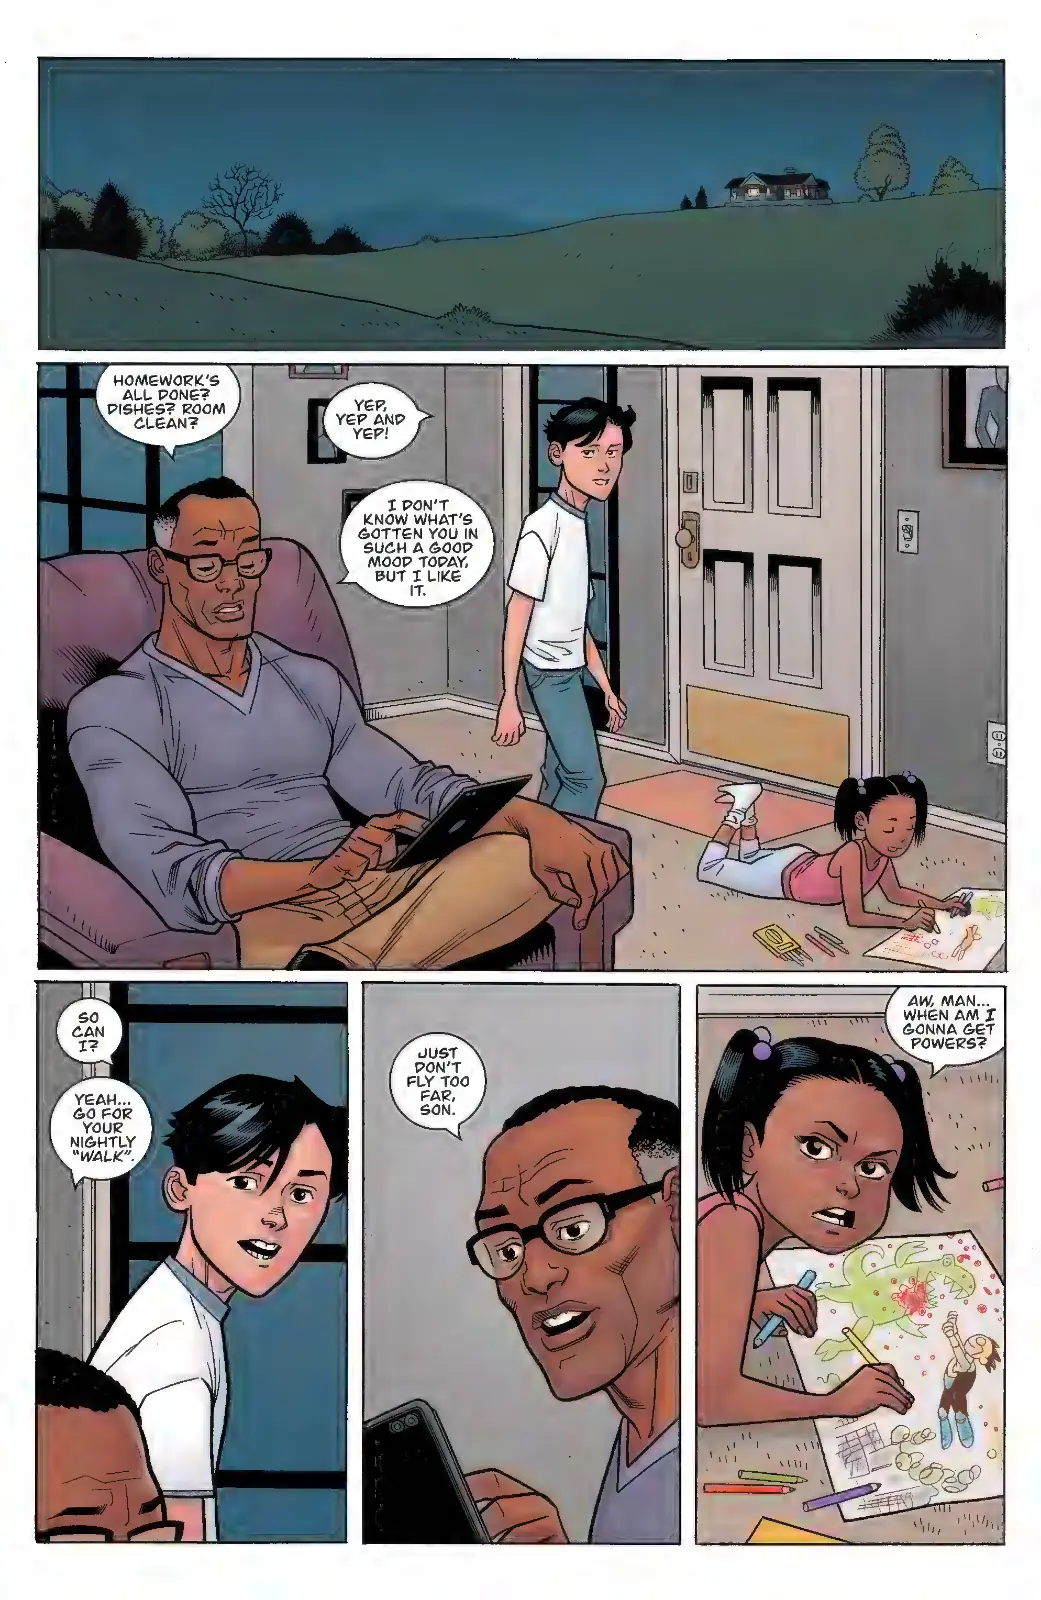 HOMEWORK'S
ALL DONE?
DISHES? ROOM
CLEAN?
YEP,
YEP AND
YEP!
I DON'T
KNOW WHAT'S
GOTTEN YOU IN
SUCH A GOOD
MOOD TODAY,
BUT I LIKE
IT.
SO
CAN
I?
YEAH...
GO FOR
YOUR
NIGHTLY
"WALK".
JUST
DON'T
FLY TOO
FAR,
SON.
AW, MAN...
WHEN AM I
GONNA GET
POWERS?